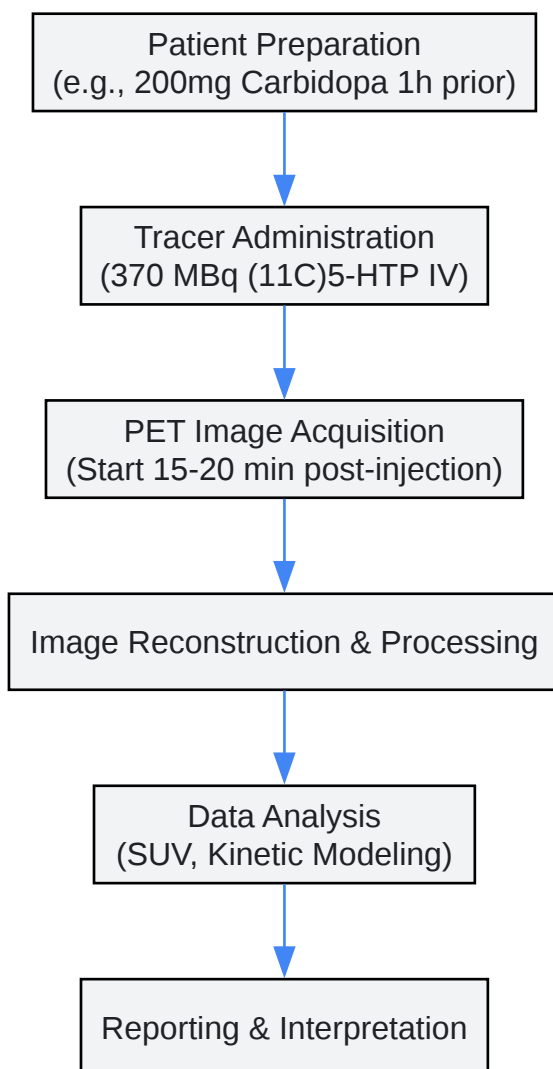 Patient Preparation
(e.g., 200mg Carbidopa 1h prior)
Tracer Administration
(370 MBq (11C)5-HTP IV)
PET Image Acquisition
(Start 15-20 min post-injection)
Image Reconstruction & Processing
Data Analysis
(SUV, Kinetic Modeling)
Reporting & Interpretation